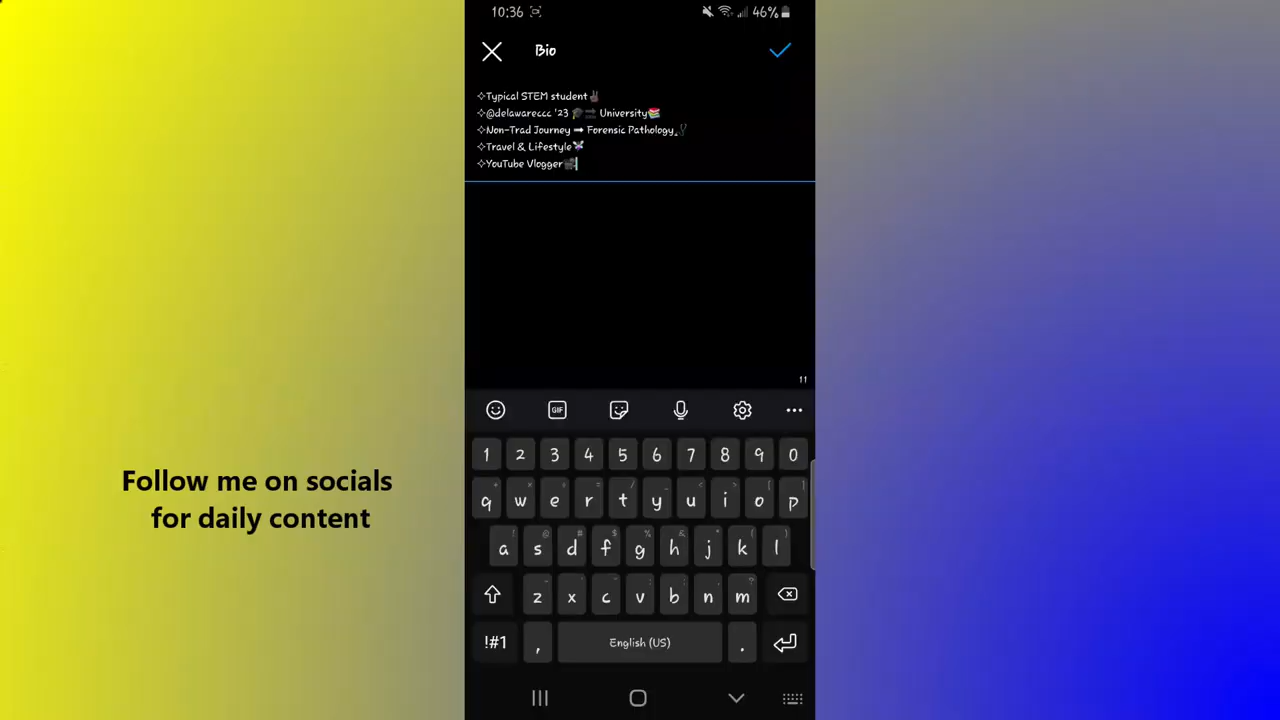 10:36 46%
Bio
✧Typical STEM student✌🏿
✧@delawareccc '23 🎓🔜 University📚
✧Non-Trad Journey ➡ Forensic Pathology🩺
✧Travel & Lifestyle
✧YouTube Vlogger
11
Follow me on socials
for daily content
GIF
1 2 3 4 5 6 7 8 9 0
q w e r t y u i o p
a s d f g h j k l
z x c v b n m
!#1 , English (US) .